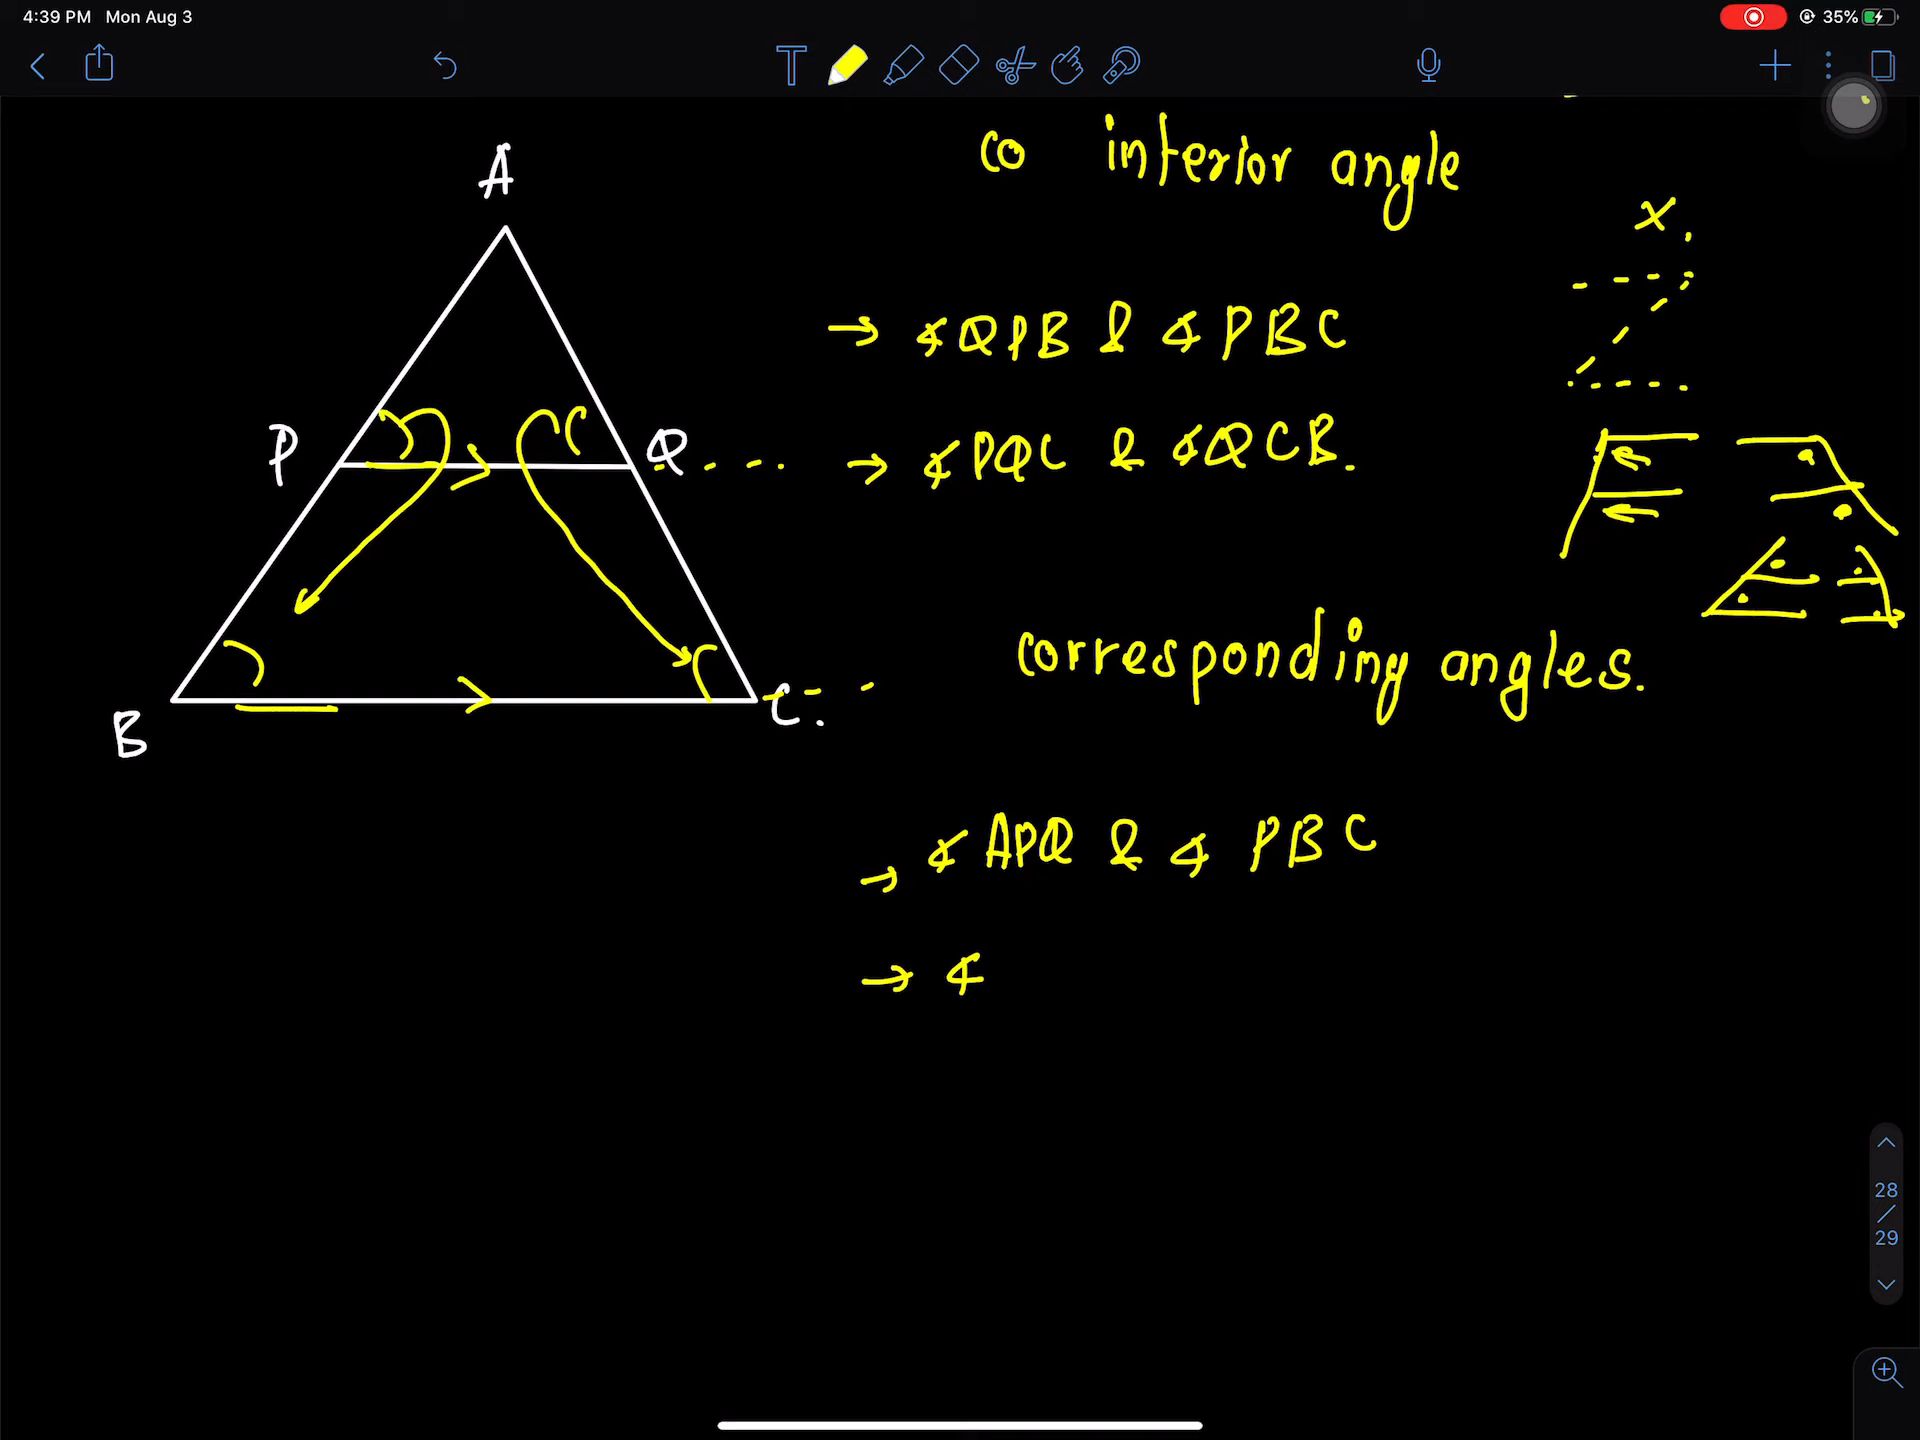 4:39 PM Mon Aug 3
35%
T
A
co interior angle
x.
→ ∡QPB & ∡PBC
P
Q
→ ∡PQC & ∡QCB.
corresponding angles.
B
C.
→ ∡APQ & ∡PBC
→ ∡
28
/
29